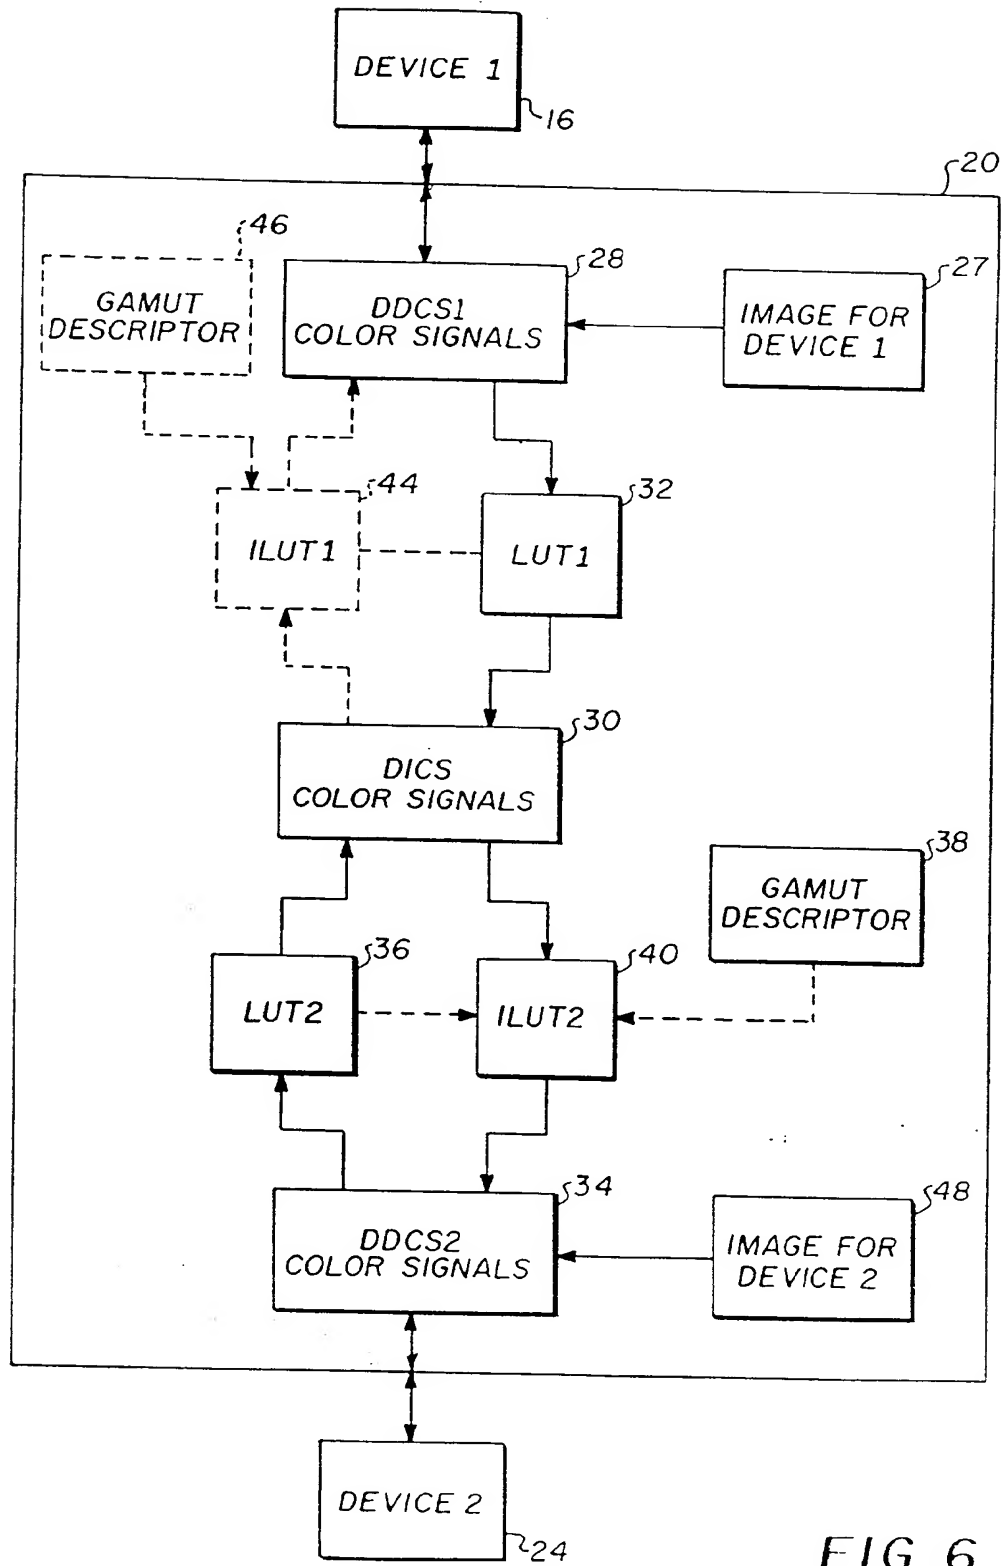 DEVICE 1
16
20
46
GAMUT
DESCRIPTOR
28
DDCS1
COLOR SIGNALS
27
IMAGE FOR
DEVICE 1
44
ILUT1
32
LUT1
30
DICS
COLOR SIGNALS
38
GAMUT
DESCRIPTOR
36
LUT2
40
ILUT2
34
DDCS2
COLOR SIGNALS
48
IMAGE FOR
DEVICE 2
DEVICE 2
24
FIG 6